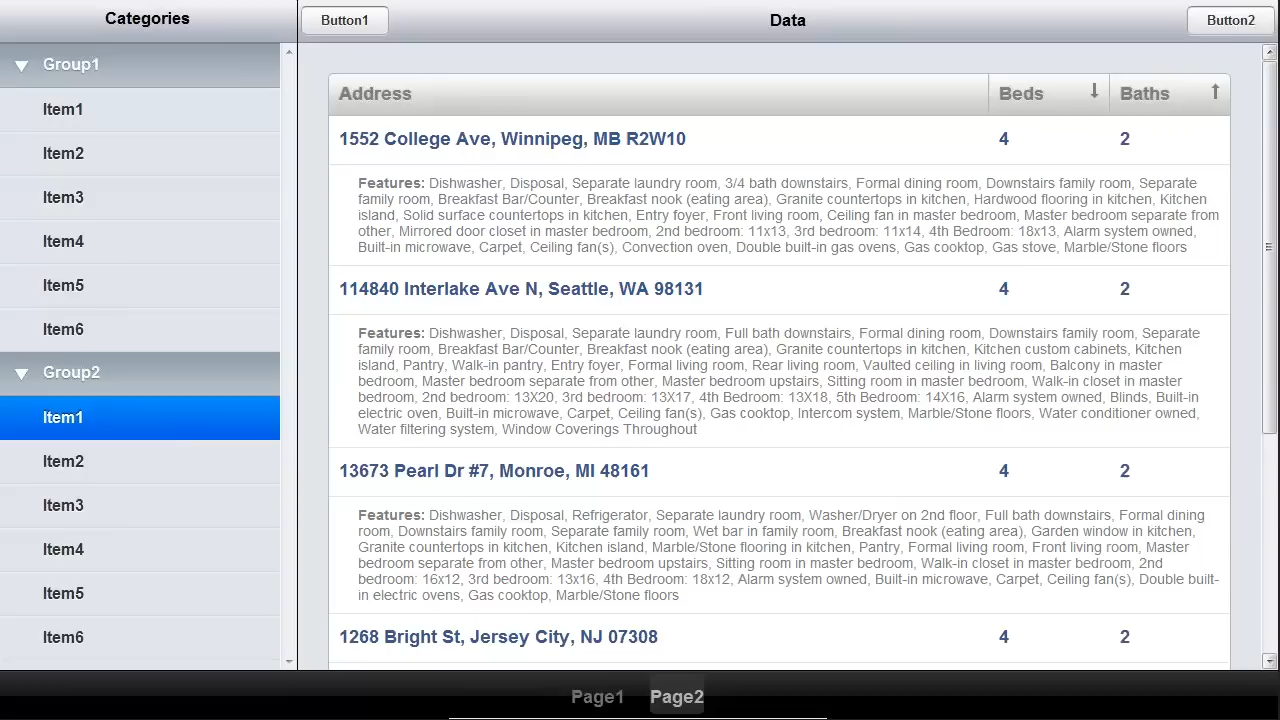 Categories
Button1
Data
Button2
Group1
Item1
Item2
Item3
Item4
Item5
Item6
Group2
Item1
Item2
Item3
Item4
Item5
Item6
Address Beds Baths
1552 College Ave, Winnipeg, MB R2W10 4 2
Features: Dishwasher, Disposal, Separate laundry room, 3/4 bath downstairs, Formal dining room, Downstairs family room, Separate
family room, Breakfast Bar/Counter, Breakfast nook (eating area), Granite countertops in kitchen, Hardwood flooring in kitchen, Kitchen
island, Solid surface countertops in kitchen, Entry foyer, Front living room, Ceiling fan in master bedroom, Master bedroom separate from
other, Mirrored door closet in master bedroom, 2nd bedroom: 11x13, 3rd bedroom: 11x14, 4th Bedroom: 18x13, Alarm system owned,
Built-in microwave, Carpet, Ceiling fan(s), Convection oven, Double built-in gas ovens, Gas cooktop, Gas stove, Marble/Stone floors
114840 Interlake Ave N, Seattle, WA 98131 4 2
Features: Dishwasher, Disposal, Separate laundry room, Full bath downstairs, Formal dining room, Downstairs family room, Separate
family room, Breakfast Bar/Counter, Breakfast nook (eating area), Granite countertops in kitchen, Kitchen custom cabinets, Kitchen
island, Pantry, Walk-in pantry, Entry foyer, Formal living room, Rear living room, Vaulted ceiling in living room, Balcony in master
bedroom, Master bedroom separate from other, Master bedroom upstairs, Sitting room in master bedroom, Walk-in closet in master
bedroom, 2nd bedroom: 13X20, 3rd bedroom: 13X17, 4th Bedroom: 13X18, 5th Bedroom: 14X16, Alarm system owned, Blinds, Built-in
electric oven, Built-in microwave, Carpet, Ceiling fan(s), Gas cooktop, Intercom system, Marble/Stone floors, Water conditioner owned,
Water filtering system, Window Coverings Throughout
13673 Pearl Dr #7, Monroe, MI 48161 4 2
Features: Dishwasher, Disposal, Refrigerator, Separate laundry room, Washer/Dryer on 2nd floor, Full bath downstairs, Formal dining
room, Downstairs family room, Separate family room, Wet bar in family room, Breakfast nook (eating area), Garden window in kitchen,
Granite countertops in kitchen, Kitchen island, Marble/Stone flooring in kitchen, Pantry, Formal living room, Front living room, Master
bedroom separate from other, Master bedroom upstairs, Sitting room in master bedroom, Walk-in closet in master bedroom, 2nd
bedroom: 16x12, 3rd bedroom: 13x16, 4th Bedroom: 18x12, Alarm system owned, Built-in microwave, Carpet, Ceiling fan(s), Double built-
in electric ovens, Gas cooktop, Marble/Stone floors
1268 Bright St, Jersey City, NJ 07308 4 2
Page1 Page2